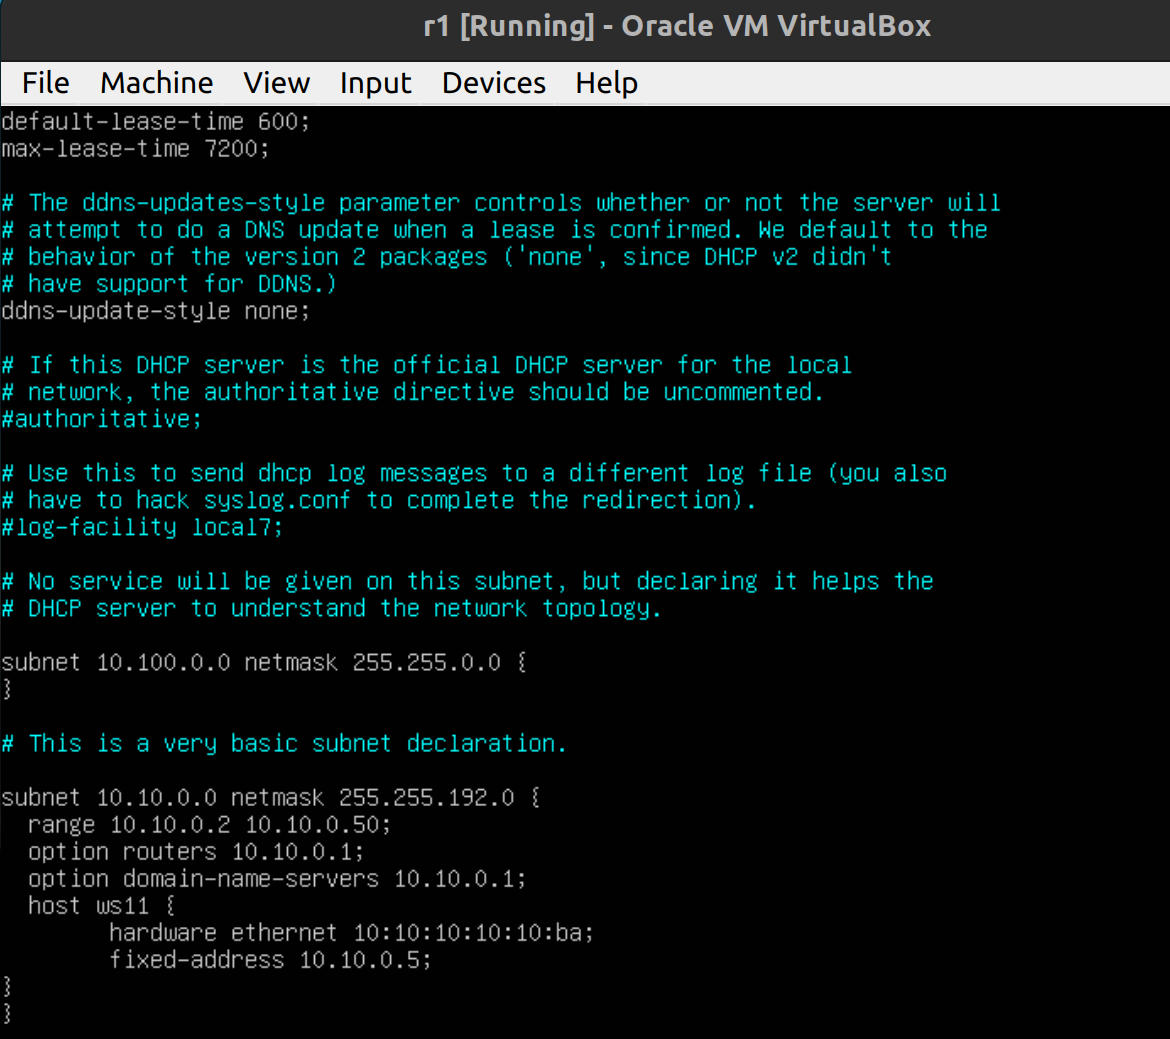 r1 [Running] - Oracle VM VirtualBox
File Machine View Input Devices Help
default-lease-time 600;
max-lease-time 7200;
# The ddns-updates-style parameter controls whether or not the server will
# attempt to do a DNS update when a lease is confirmed. We default to the
# behavior of the version 2 packages ('none', since DHCP v2 didn't
# have support for DDNS.)
ddns-update-style none;
# If this DHCP server is the official DHCP server for the local
# network, the authoritative directive should be uncommented.
#authoritative;
# Use this to send dhcp log messages to a different log file (you also
# have to hack syslog.conf to complete the redirection).
#log-facility local7;
# No service will be given on this subnet, but declaring it helps the
# DHCP server to understand the network topology.
subnet 10.100.0.0 netmask 255.255.0.0 {
}
# This is a very basic subnet declaration.
subnet 10.10.0.0 netmask 255.255.192.0 {
  range 10.10.0.2 10.10.0.50;
  option routers 10.10.0.1;
  option domain-name-servers 10.10.0.1;
  host ws11 {
        hardware ethernet 10:10:10:10:10:ba;
        fixed-address 10.10.0.5;
}
}